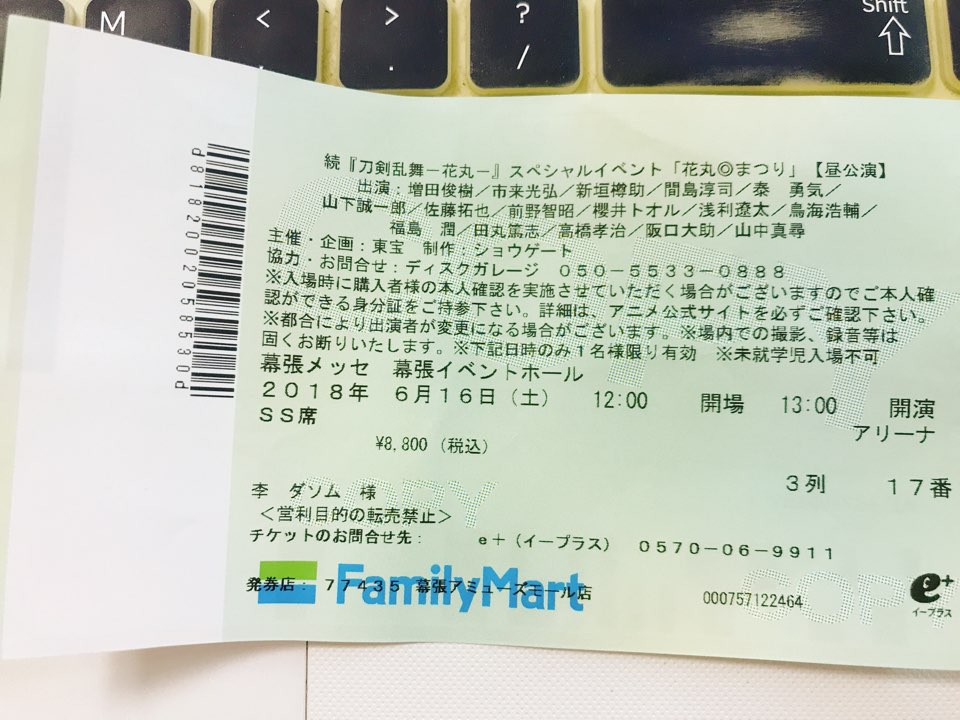 M < , > . ? / Shift
続『刀剣乱舞－花丸－』スペシャルイベント「花丸◎まつり」【昼公演】
出演：増田俊樹／市来光弘／新垣樽助／間島淳司／泰　勇気／
山下誠一郎／佐藤拓也／前野智昭／櫻井トオル／浅利遼太／鳥海浩輔／
福島　潤／田丸篤志／高橋孝治／阪口大助／山中真尋
主催・企画：東宝　制作：ショウゲート
協力・お問合せ：ディスクガレージ　０５０－５５３３－０８８８
※入場時に購入者様の本人確認を実施させていただく場合がございますのでご本人確
認ができる身分証をご持参下さい。詳細は、アニメ公式サイトを必ずご確認下さい。
※都合により出演者が変更になる場合がございます。※場内での撮影、録音等は
固くお断りいたします。※下記日時のみ１名様限り有効　※未就学児入場不可
幕張メッセ　幕張イベントホール
２０１８年　６月１６日（土）　12:00　開場　13:00　開演
SS席　アリーナ
¥8,800（税込）
３列　１７番
李　ダソム　様
＜営利目的の転売禁止＞
チケットのお問合せ先：　ｅ＋（イープラス）　０５７０－０６－９９１１
発券店：７７４３５　幕張アミューズモール店
FamilyMart
000757122464
e+
イープラス
d8182002058530d
COPY
COPY
COPY